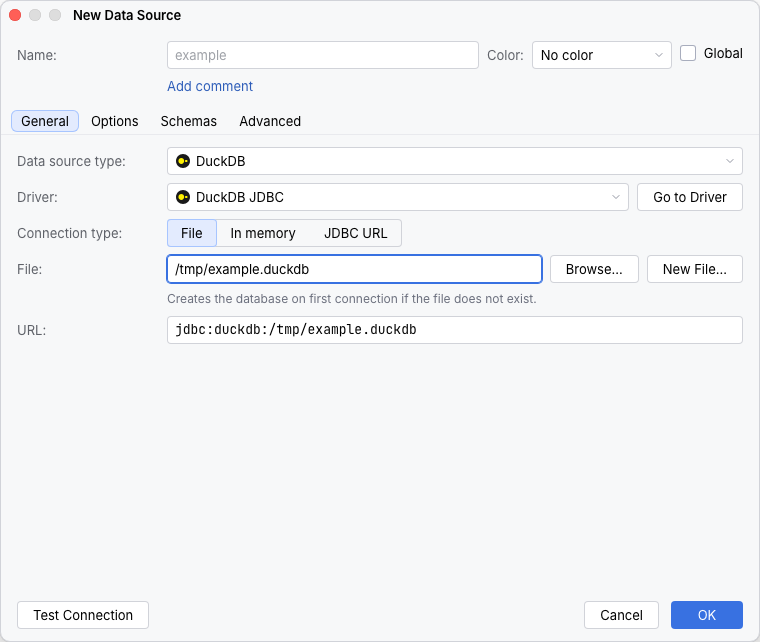 New Data Source
Name: example Color: No color Global
Add comment
General Options Schemas Advanced
Data source type: DuckDB
Driver: DuckDB JDBC Go to Driver
Connection type: File In memory JDBC URL
File: /tmp/example.duckdb Browse... New File...
Creates the database on first connection if the file does not exist.
URL: jdbc:duckdb:/tmp/example.duckdb
Test Connection Cancel OK